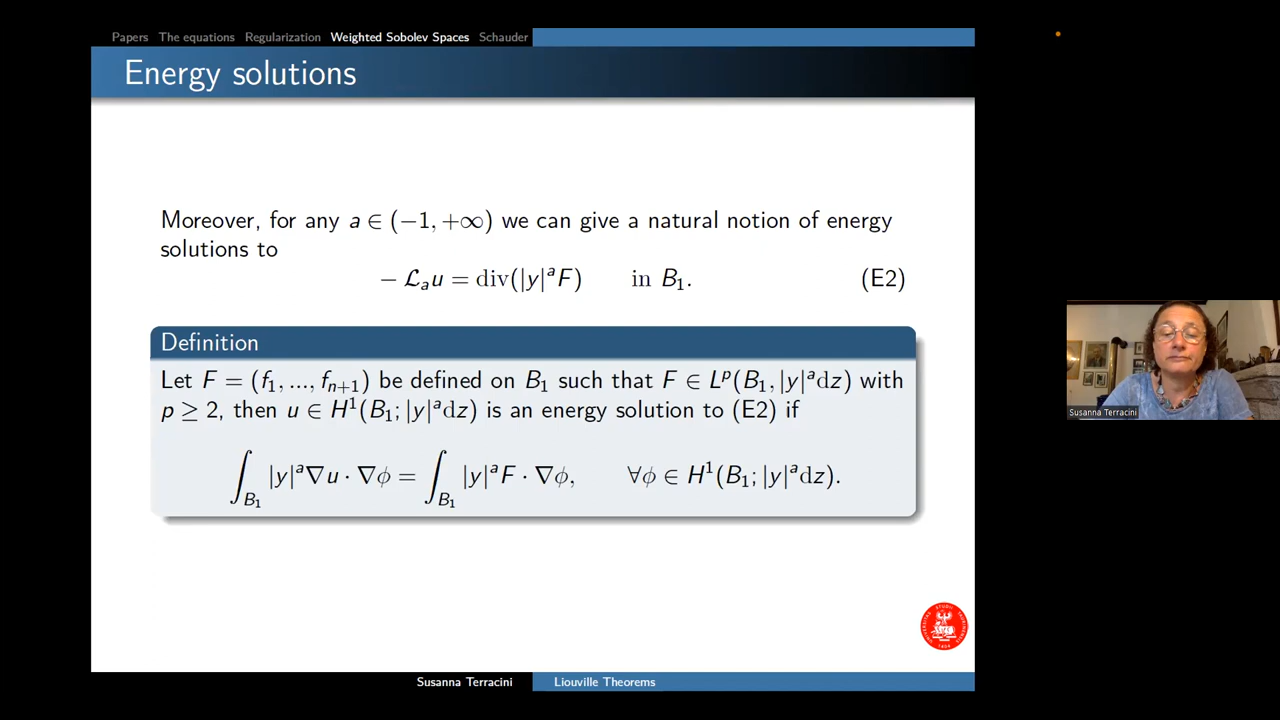 Papers The equations Regularization Weighted Sobolev Spaces Schauder
Energy solutions
Moreover, for any a ∈ (−1, +∞) we can give a natural notion of energy
solutions to
− ℒₐu = div(|y|ᵃF) in B₁. (E2)
Definition
Let F = (f₁, ..., fₙ₊₁) be defined on B₁ such that F ∈ Lᵖ(B₁, |y|ᵃdz) with
p ≥ 2, then u ∈ H¹(B₁; |y|ᵃdz) is an energy solution to (E2) if
∫_B₁ |y|ᵃ∇u · ∇ϕ = ∫_B₁ |y|ᵃF · ∇ϕ, ∀ϕ ∈ H¹(B₁; |y|ᵃdz).
Susanna Terracini
Susanna Terracini Liouville Theorems